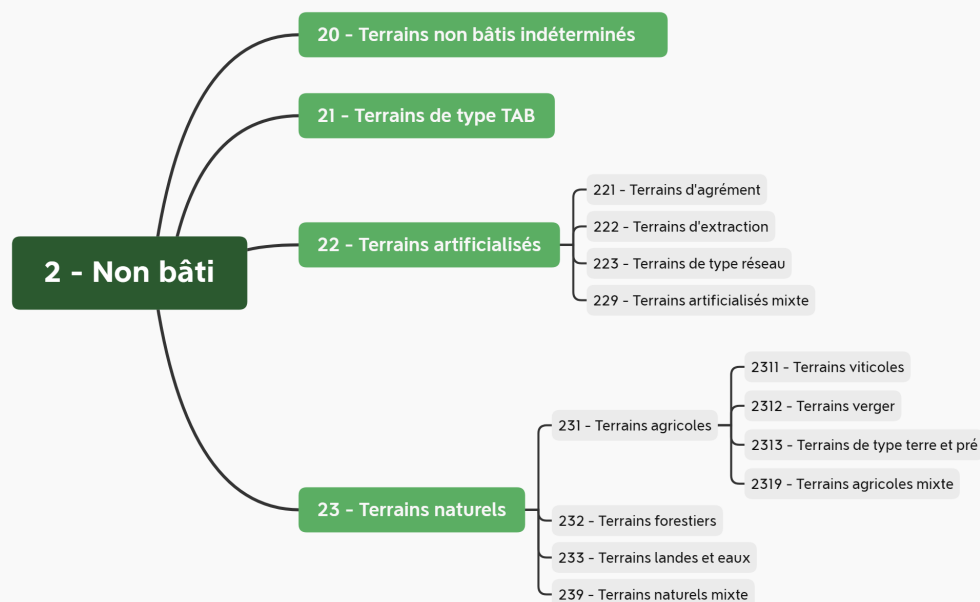 20 - Terrains non bâtis indéterminés
21 - Terrains de type TAB
221 - Terrains d'agrément
222 - Terrains d'extraction
22 - Terrains artificialisés
223 - Terrains de type réseau
2 - Non bâti
229 - Terrains artificialisés mixte
2311 - Terrains viticoles
2312 - Terrains verger
231 - Terrains agricoles
2313 - Terrains de type terre et pré
2319 - Terrains agricoles mixte
23 - Terrains naturels
232 - Terrains forestiers
233 - Terrains landes et eaux
239 - Terrains naturels mixte